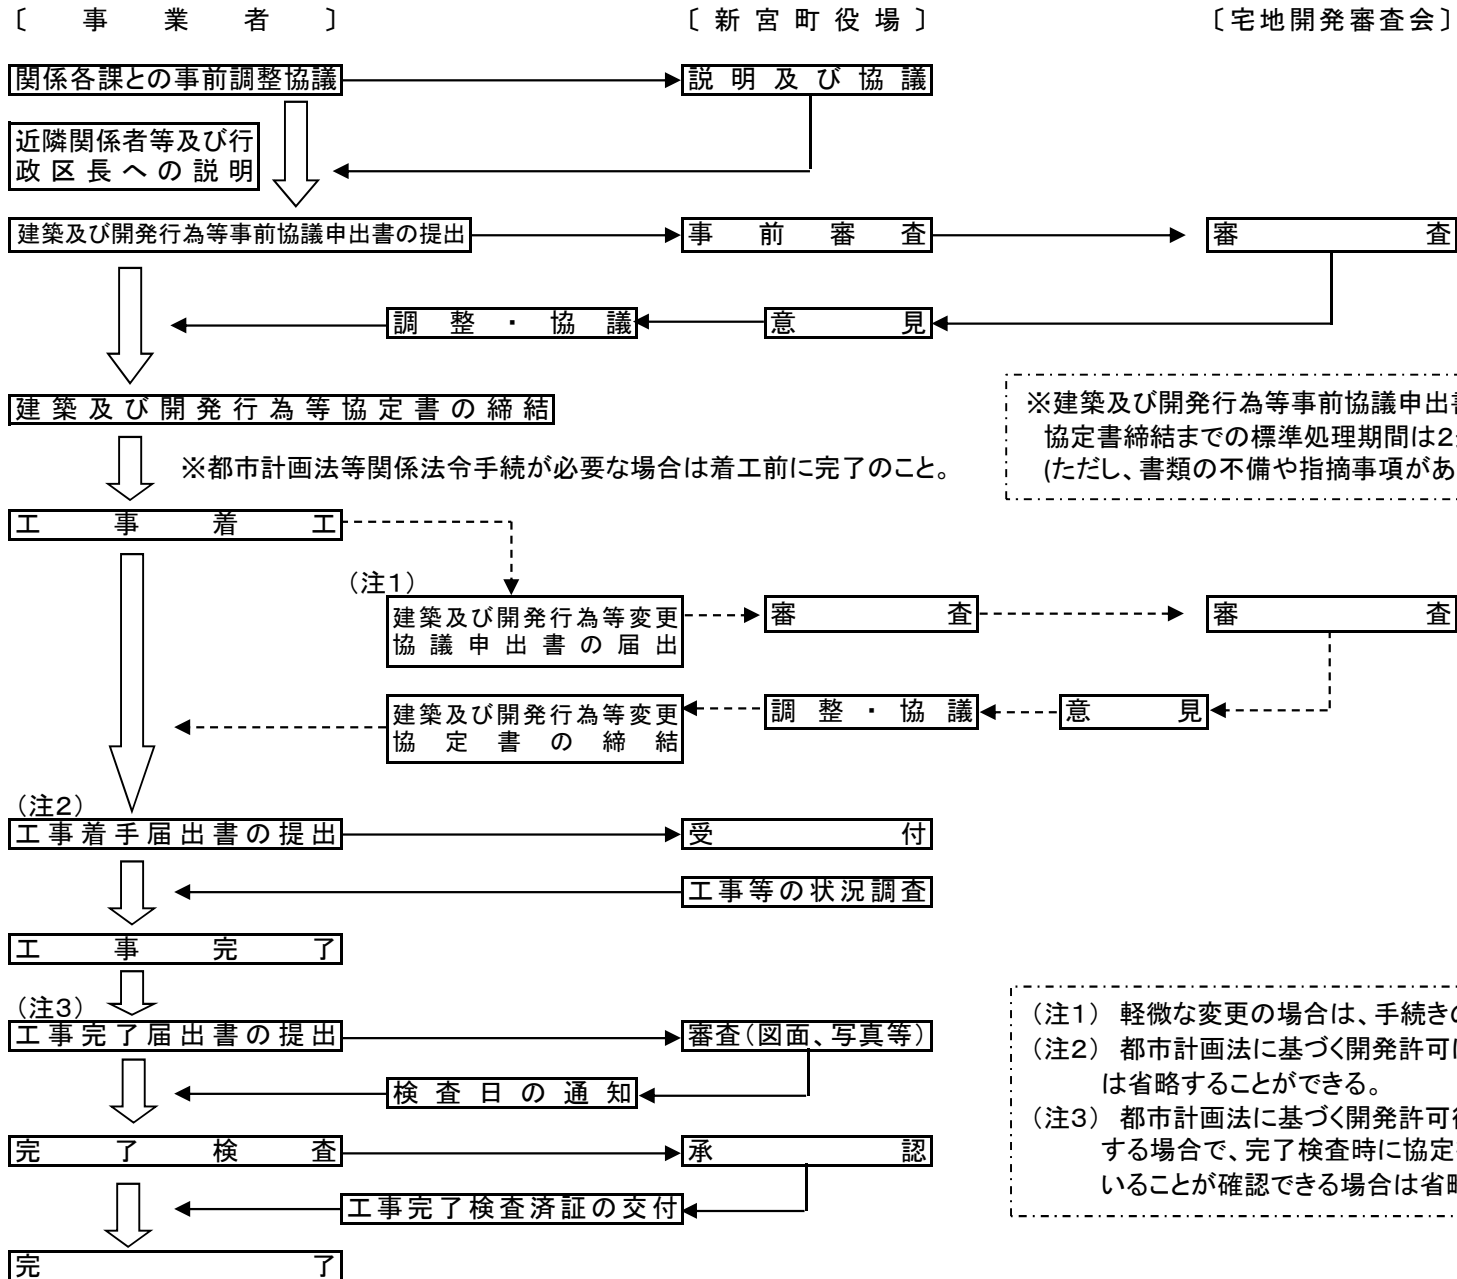 〔事業者〕
〔新宮町役場〕
〔宅地開発審査会〕
関係各課との事前調整協議
説明及び協議
近隣関係者等及び行
政区長への説明
建築及び開発行為等事前協議申出書の提出
事前審査
審査
調整・協議
意見
建築及び開発行為等協定書の締結
※建築及び開発行為等事前協議申出
協定書締結までの標準処理期間は2
(ただし、書類の不備や指摘事項があ
※都市計画法等関係法令手続が必要な場合は着工前に完了のこと。
工事着工
(注1)
建築及び開発行為等変更
協議申出書の届出
審査
審査
建築及び開発行為等変更
協定書の締結
調整・協議
意見
(注2)
工事着手届出書の提出
受付
工事等の状況調査
工事完了
(注3)
工事完了届出書の提出
審査(図面、写真等)
検査日の通知
完了検査
承認
工事完了検査済証の交付
完了
(注1) 軽微な変更の場合は、手続き
(注2) 都市計画法に基づく開発許可
は省略することができる。
(注3) 都市計画法に基づく開発許可
する場合で、完了検査時に協定
いることが確認できる場合は省